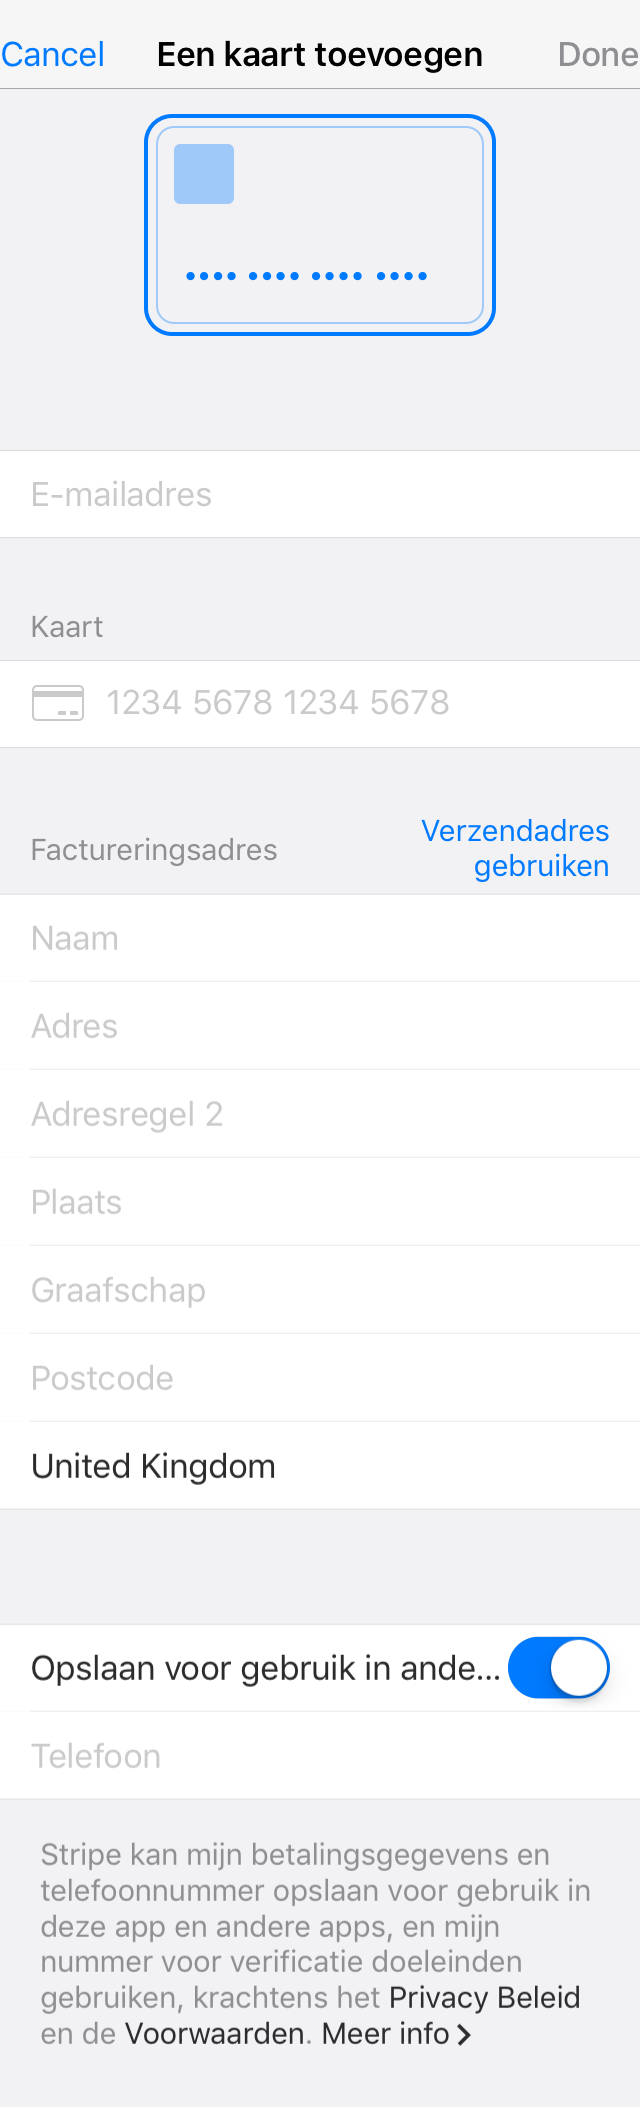 Cancel Een kaart toevoegen Done
•••• •••• •••• ••••
E-mailadres
Kaart
1234 5678 1234 5678
Factureringsadres
Verzendadres
gebruiken
Naam
Adres
Adresregel 2
Plaats
Graafschap
Postcode
United Kingdom
Opslaan voor gebruik in ande...
Telefoon
Stripe kan mijn betalingsgegevens en
telefoonnummer opslaan voor gebruik in
deze app en andere apps, en mijn
nummer voor verificatie doeleinden
gebruiken, krachtens het Privacy Beleid
en de Voorwaarden. Meer info